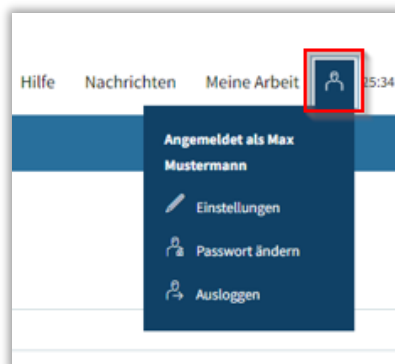 Hilfe Nachrichten Meine Arbeit 25:34
Angemeldet als Max
Mustermann
Einstellungen
Passwort ändern
Ausloggen